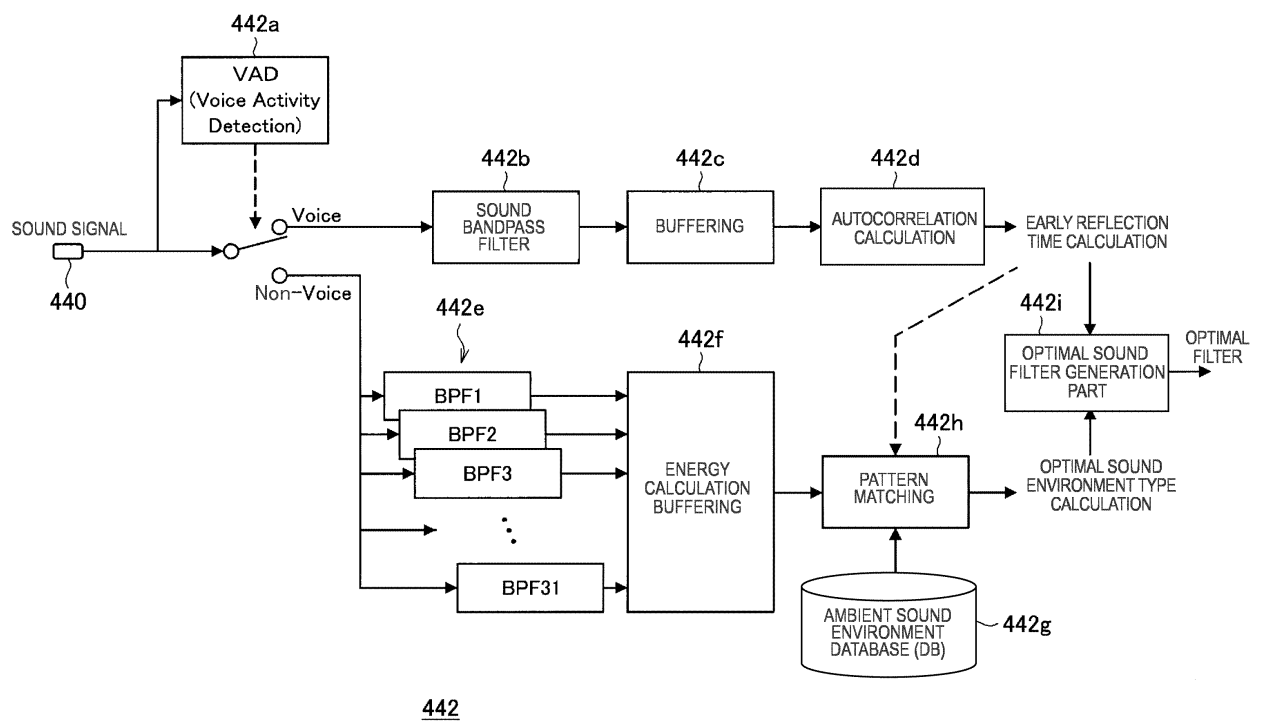 442a
VAD
(Voice Activity
Detection)
442b
442c
442d
SOUND SIGNAL
Voice
SOUND
BANDPASS
FILTER
BUFFERING
AUTOCORRELATION
CALCULATION
EARLY REFLECTION
TIME CALCULATION
440
Non-Voice
442e
442f
442i
BPF1
BPF2
BPF3
BPF31
ENERGY
CALCULATION
BUFFERING
OPTIMAL SOUND
FILTER GENERATION
PART
OPTIMAL
FILTER
442h
PATTERN
MATCHING
OPTIMAL SOUND
ENVIRONMENT TYPE
CALCULATION
AMBIENT SOUND
ENVIRONMENT
DATABASE (DB)
442g
442